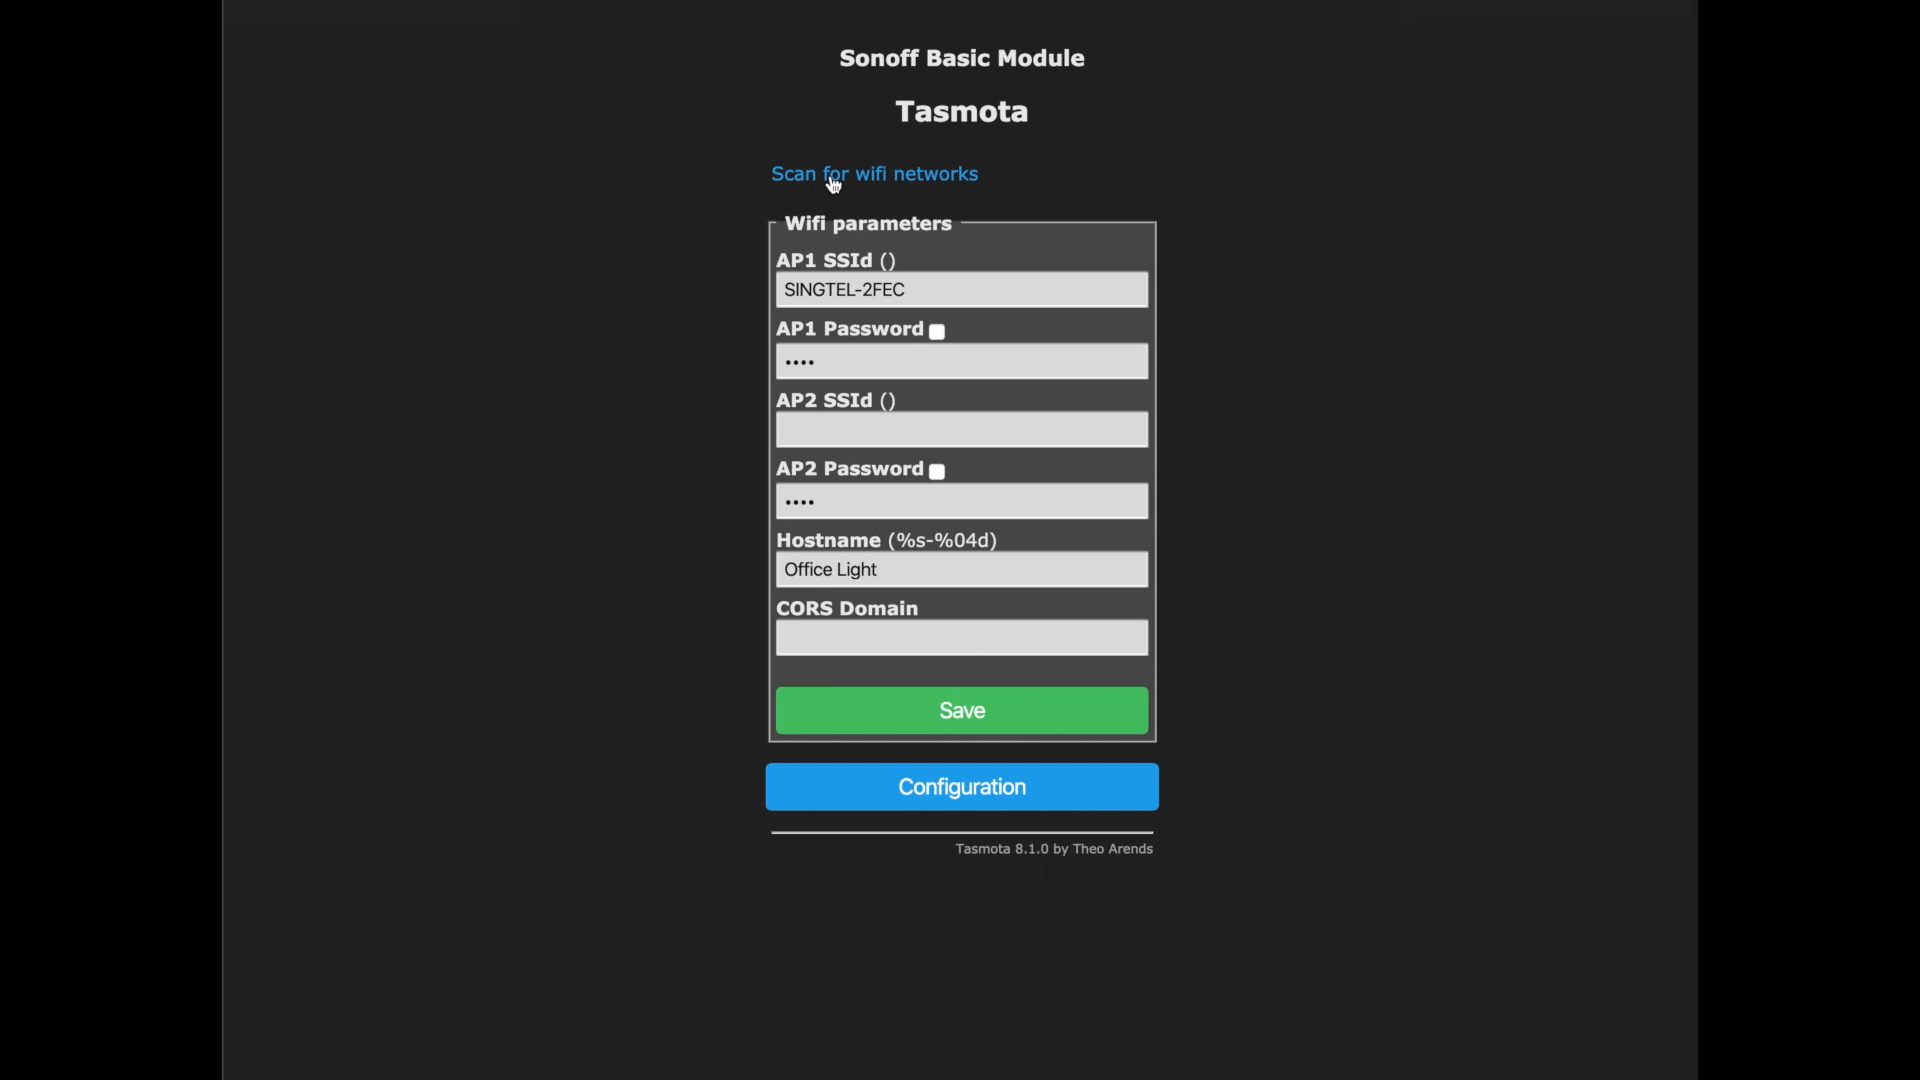 Sonoff Basic Module
Tasmota
Scan for wifi networks
Wifi parameters
AP1 SSId ()
SINGTEL-2FEC
AP1 Password
••••
AP2 SSId ()
AP2 Password
••••
Hostname (%s-%04d)
Office Light
CORS Domain
Save
Configuration
Tasmota 8.1.0 by Theo Arends